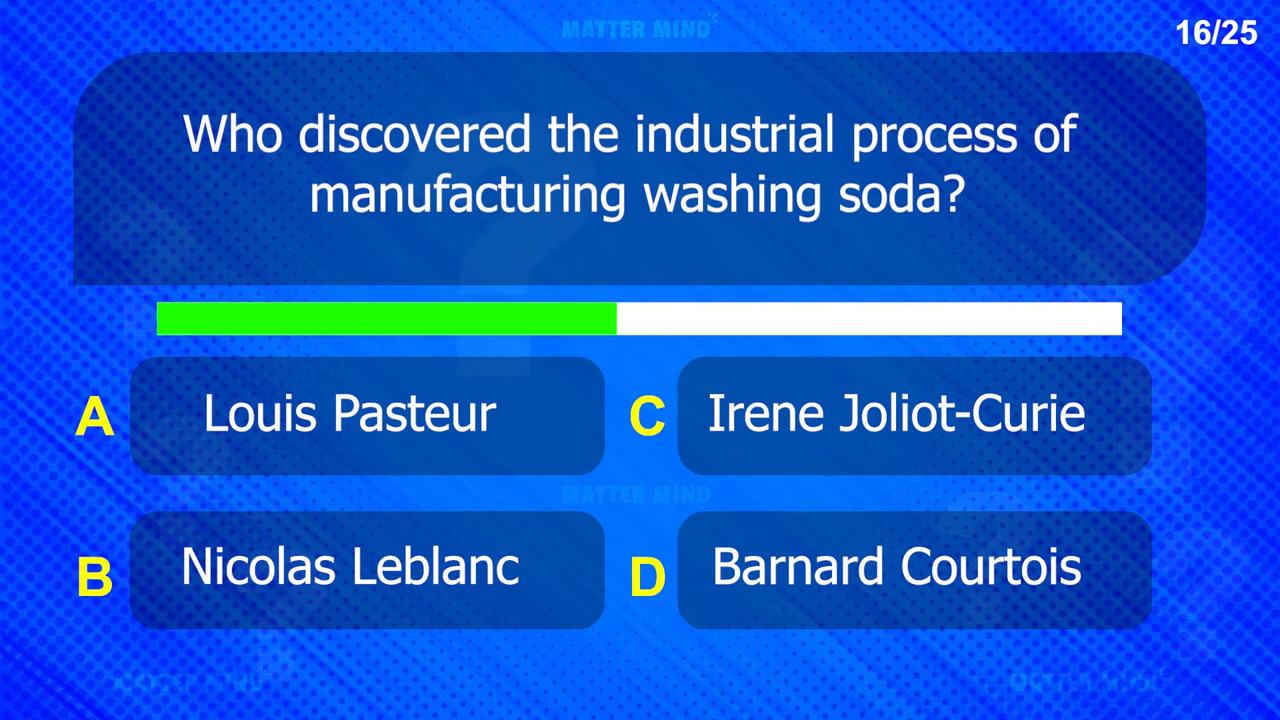 MATTER MIND
16/25
Who discovered the industrial process of
manufacturing washing soda?
A Louis Pasteur
C Irene Joliot-Curie
MATTER MIND
B Nicolas Leblanc
D Barnard Courtois